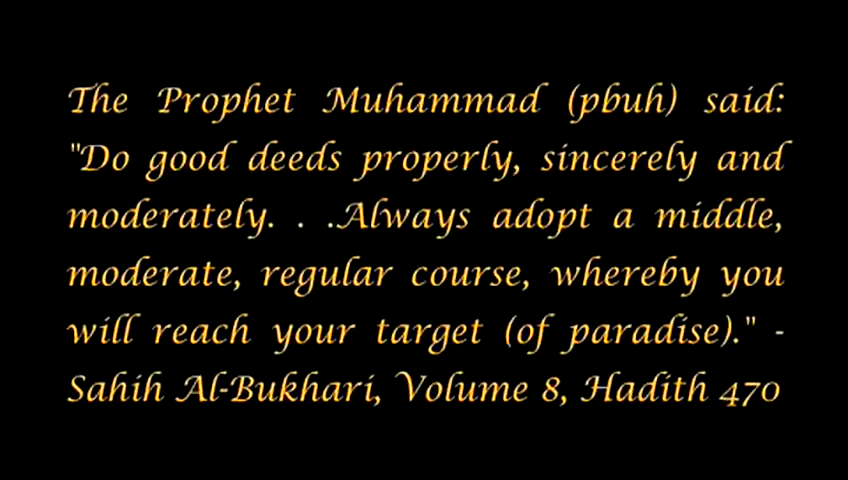 The Prophet Muhammad (pbuh) said:
"Do good deeds properly, sincerely and
moderately. . .Always adopt a middle,
moderate, regular course, whereby you
will reach your target (of paradise)." -
Sahih Al-Bukhari, Volume 8, Hadith 470